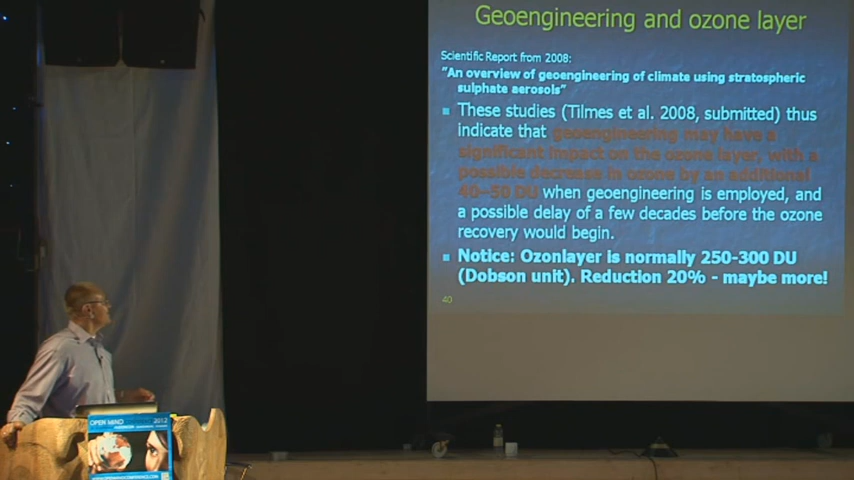 Geoengineering and ozone layer
Scientific Report from 2008:
"An overview of geoengineering of climate using stratospheric
sulphate aerosols"
These studies (Tilmes et al. 2008, submitted) thus
indicate that geoengineering may have a
significant impact on the ozone layer, with a
possible decrease in ozone by an additional
40–50 DU when geoengineering is employed, and
a possible delay of a few decades before the ozone
recovery would begin.
Notice: Ozonlayer is normally 250-300 DU
(Dobson unit). Reduction 20% - maybe more!
40
OPEN MIND 2012